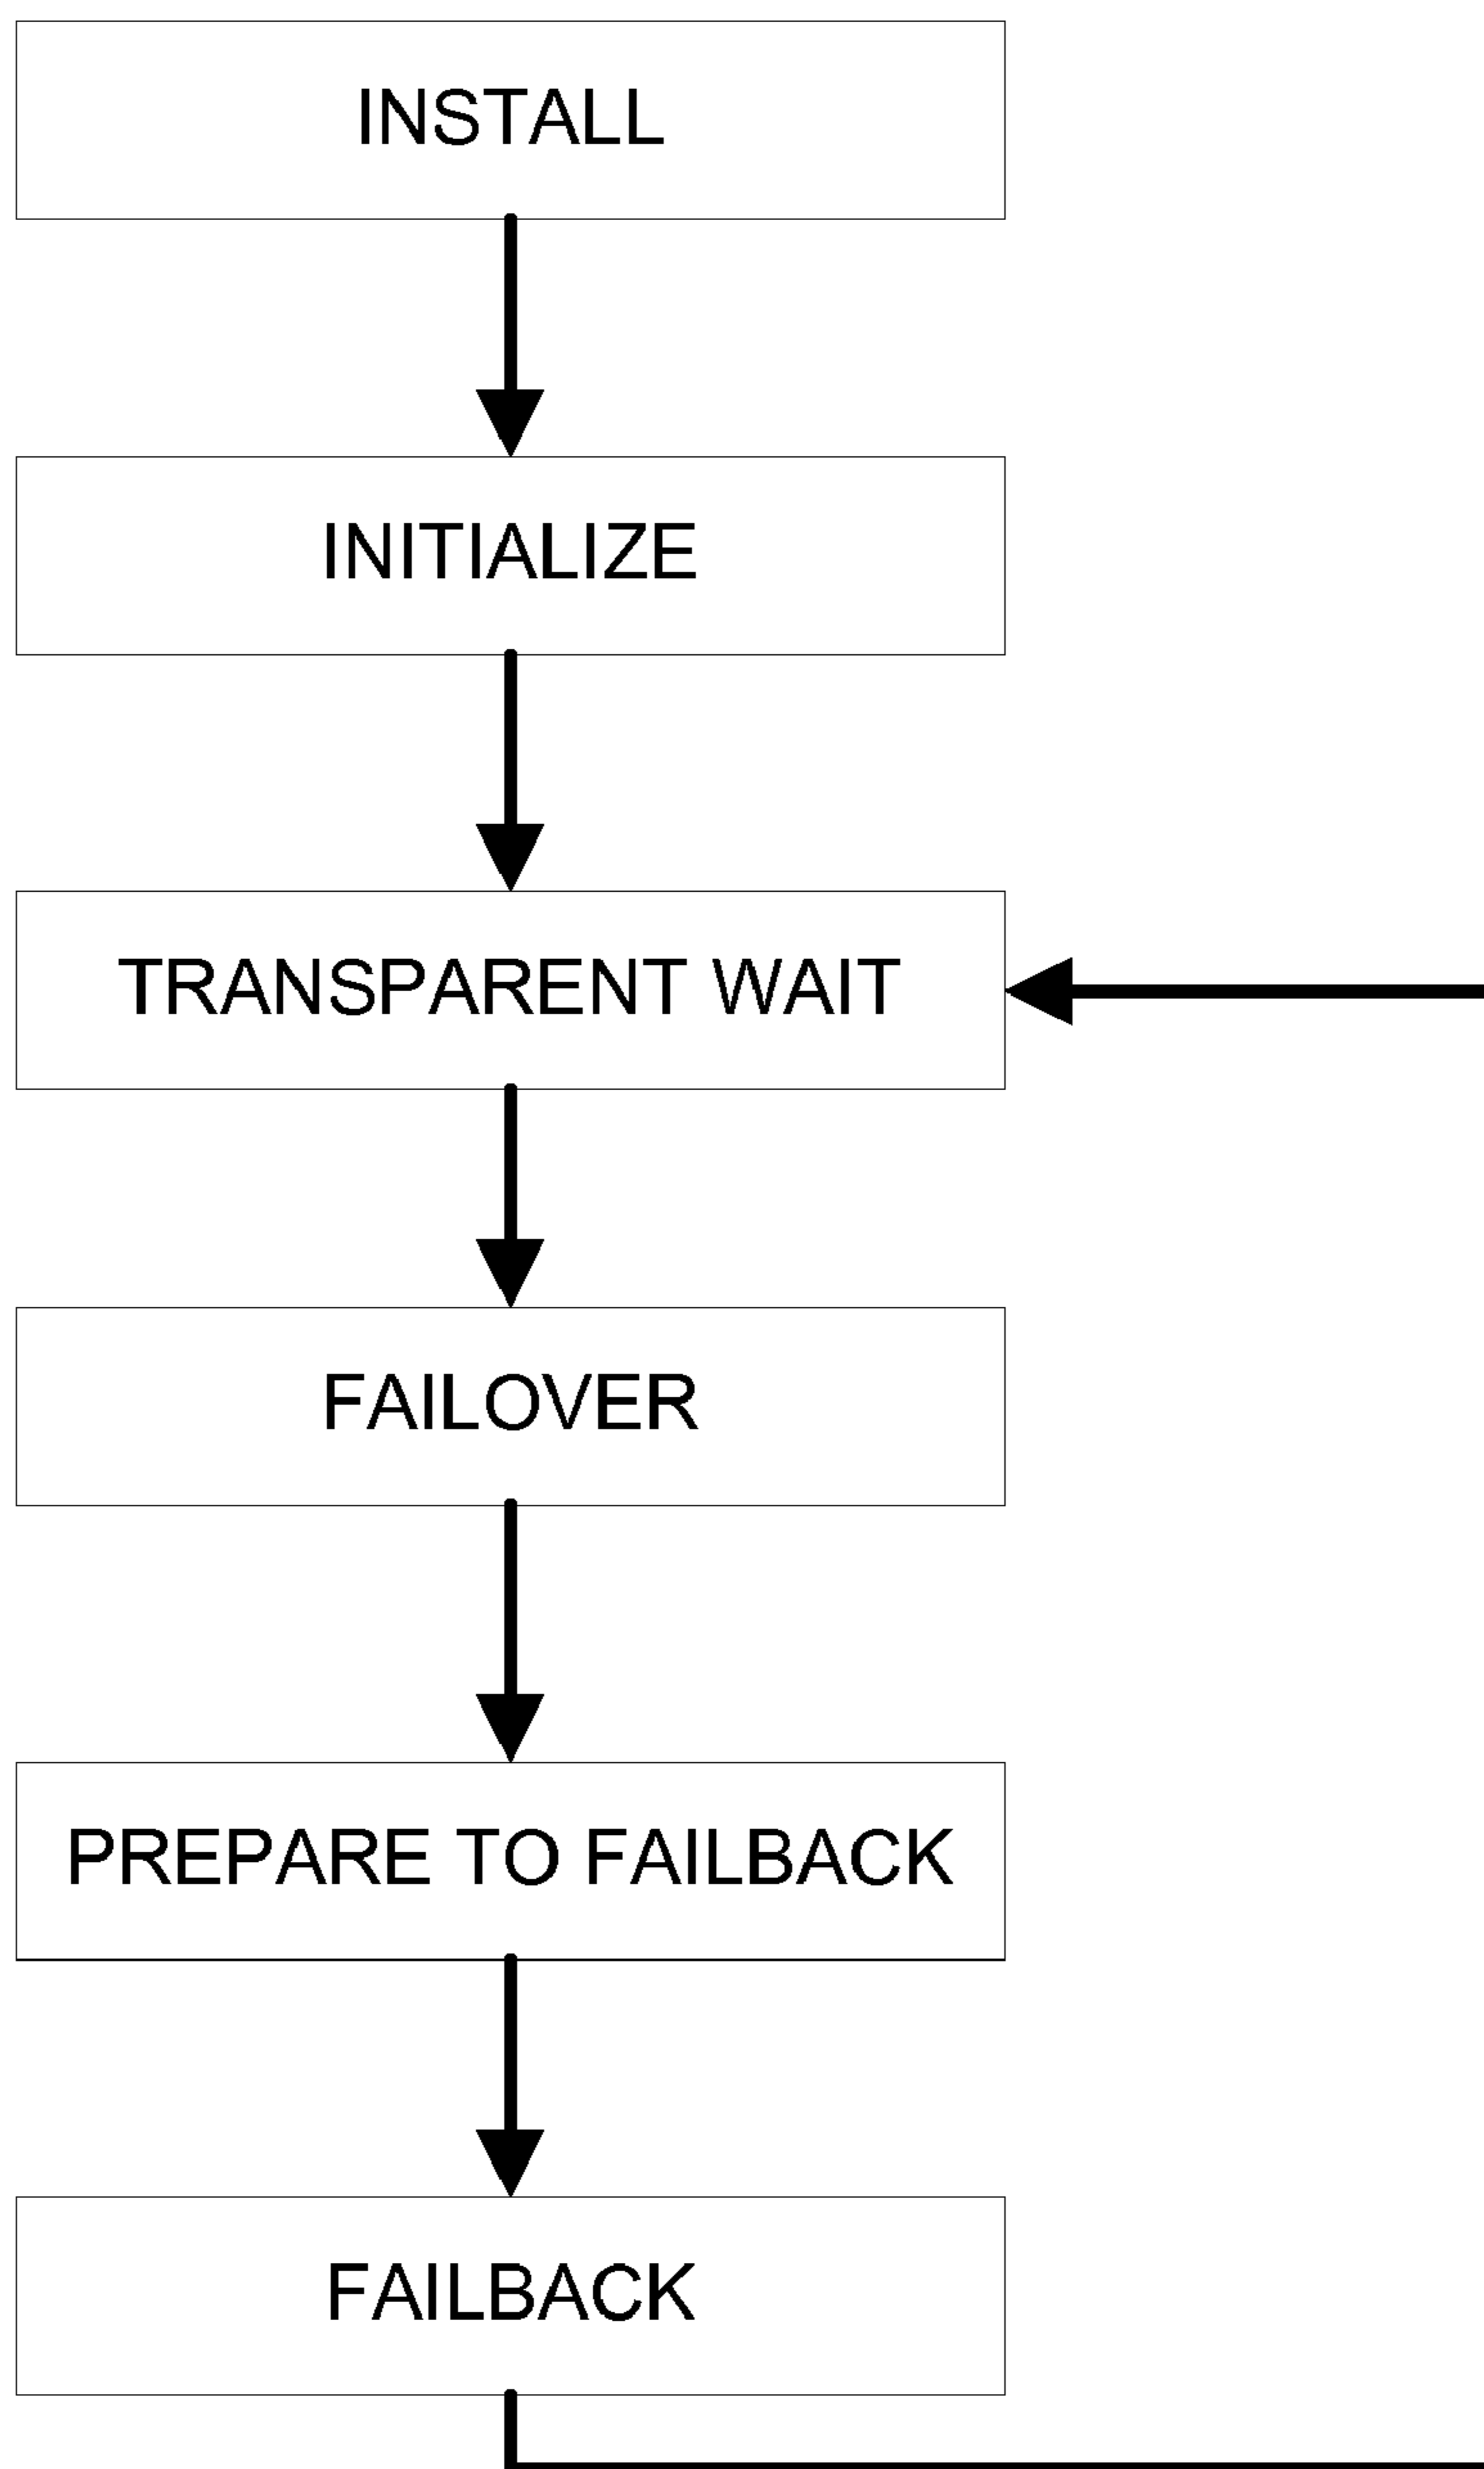 INSTALL
INITIALIZE
TRANSPARENT WAIT
FAILOVER
PREPARE TO FAILBACK
FAILBACK